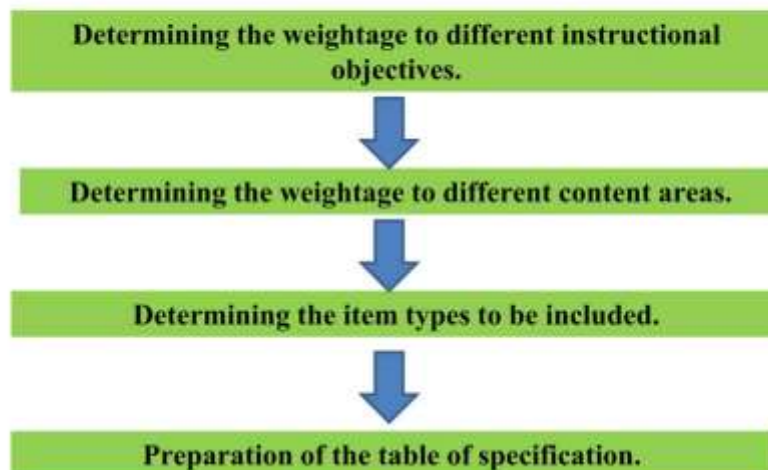 Determining the weightage to different instructional
objectives.
Determining the weightage to different content areas.
Determining the item types to be included.
Preparation of the table of specification.